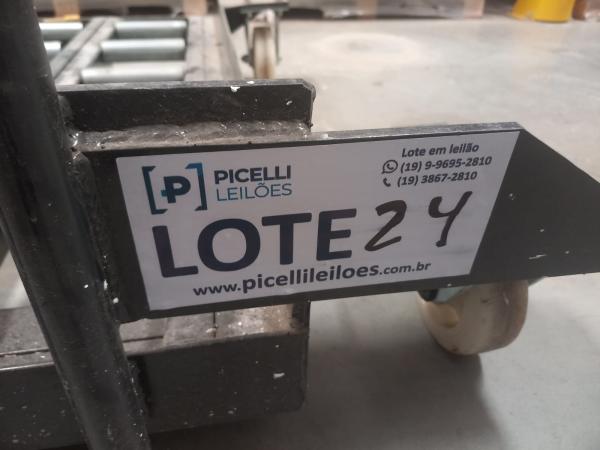 [P] PICELLI
LEILÕES
Lote em leilão
(19) 9-9695-2810
(19) 3867-2810
LOTE 24
www.picellileiloes.com.br